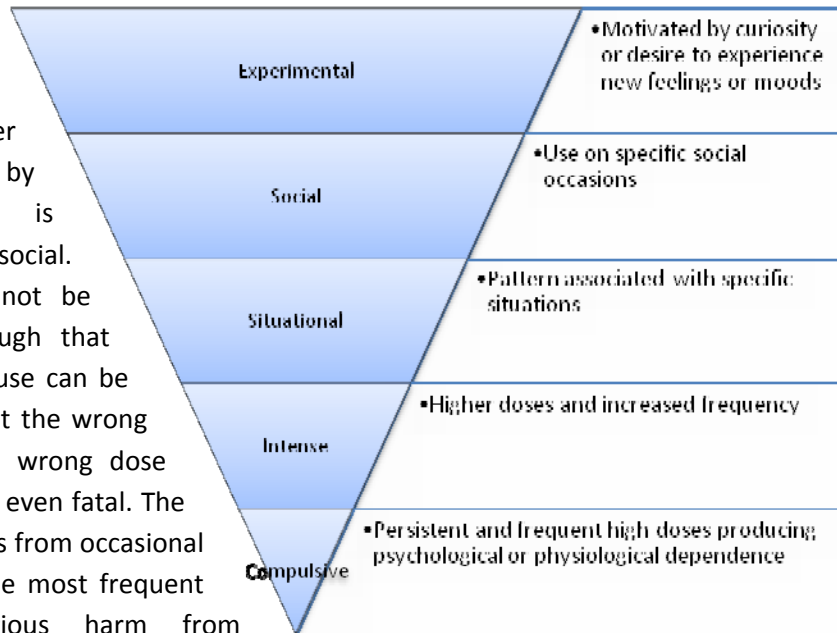 Experimental
•Motivated by curiosity
or desire to experience
new feelings or moods
Social
•Use on specific social
occasions
Situational
•Pattern associated with specific
situations
Intense
•Higher doses and increased frequency
Compulsive
•Persistent and frequent high doses producing
psychological or physiological dependence
by
is
social.
not be
that
use can be
the wrong
wrong dose
even fatal. The
from occasional
most frequent
harm from